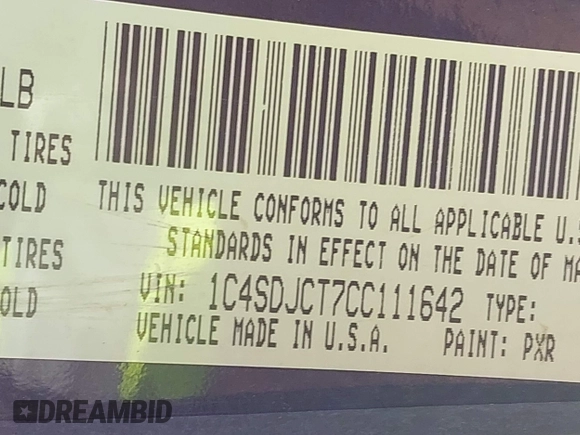 LB
TIRES
COLD
TIRES
OLD
THIS VEHICLE CONFORMS TO ALL APPLICABLE U.S
STANDARDS IN EFFECT ON THE DATE OF MA
VIN: 1C4SDJCT7CC111642 TYPE:
VEHICLE MADE IN U.S.A. PAINT: PXR
DREAMBID